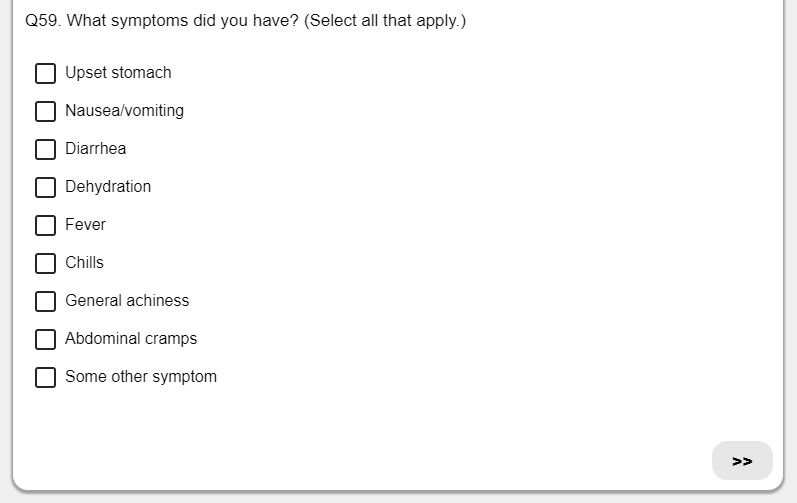 Q59. What symptoms did you have? (Select all that apply.)
Upset stomach
Nausea/vomiting
Diarrhea
Dehydration
Fever
Chills
General achiness
Abdominal cramps
Some other symptom
>>